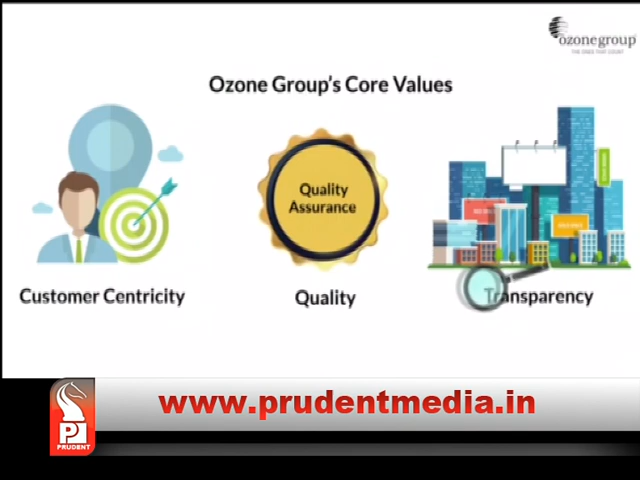 ozonegroup
Ozone Group's Core Values
Quality
Assurance
Customer Centricity
Quality
Transparency
www.prudentmedia.in
PRUDENT